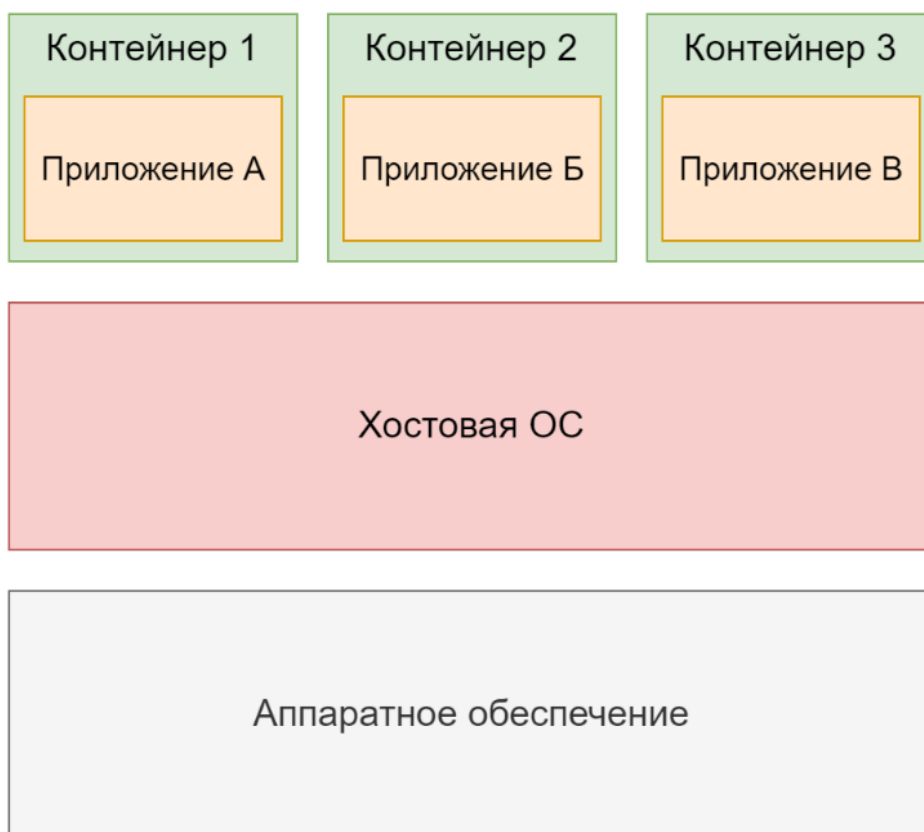 Контейнер 1
Контейнер 2
Контейнер 3
Приложение А
Приложение Б
Приложение В
Хостовая ОС
Аппаратное обеспечение